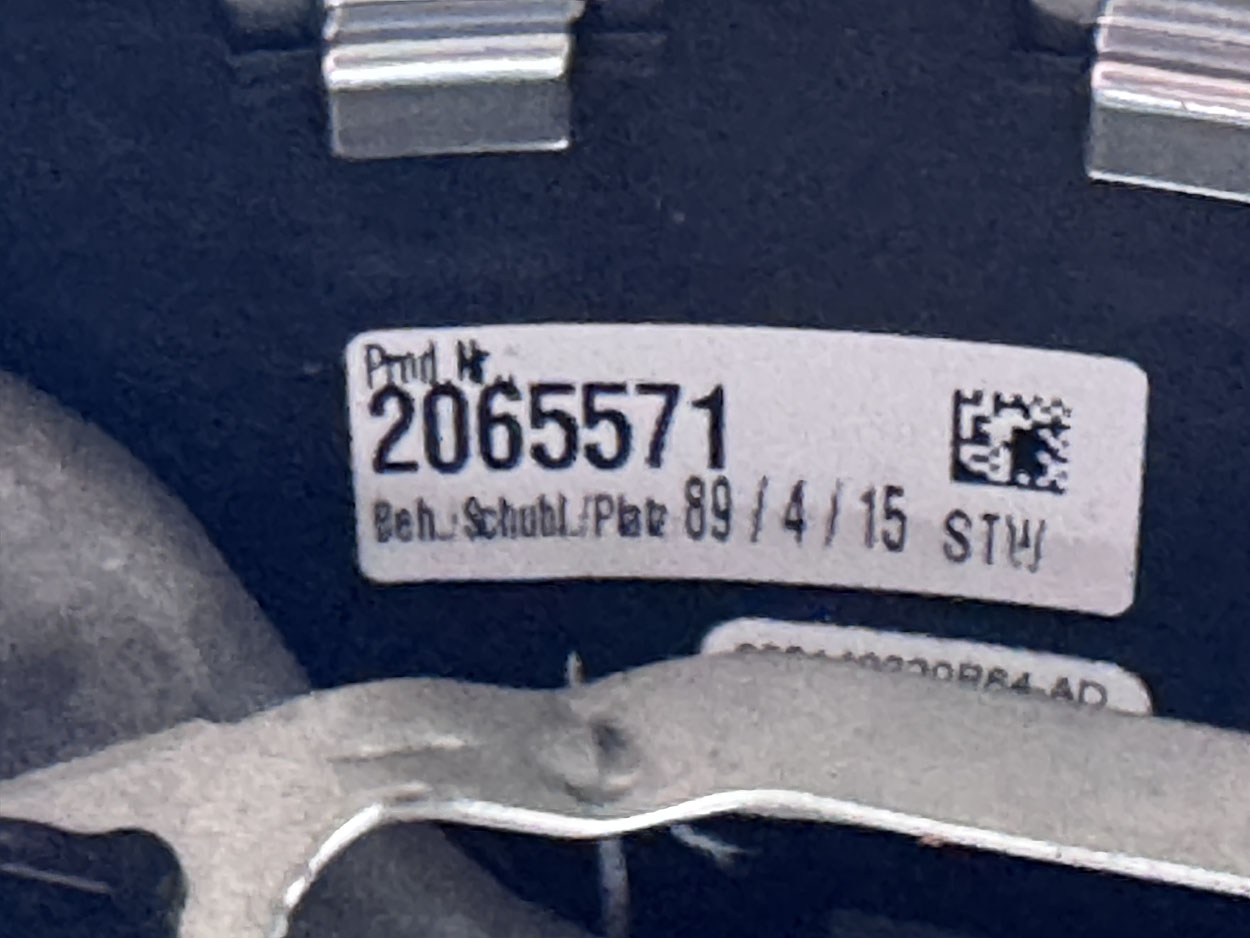 Prod. Nr.
2065571
Beh./Schubl./Platz 89 / 4 / 15 STW